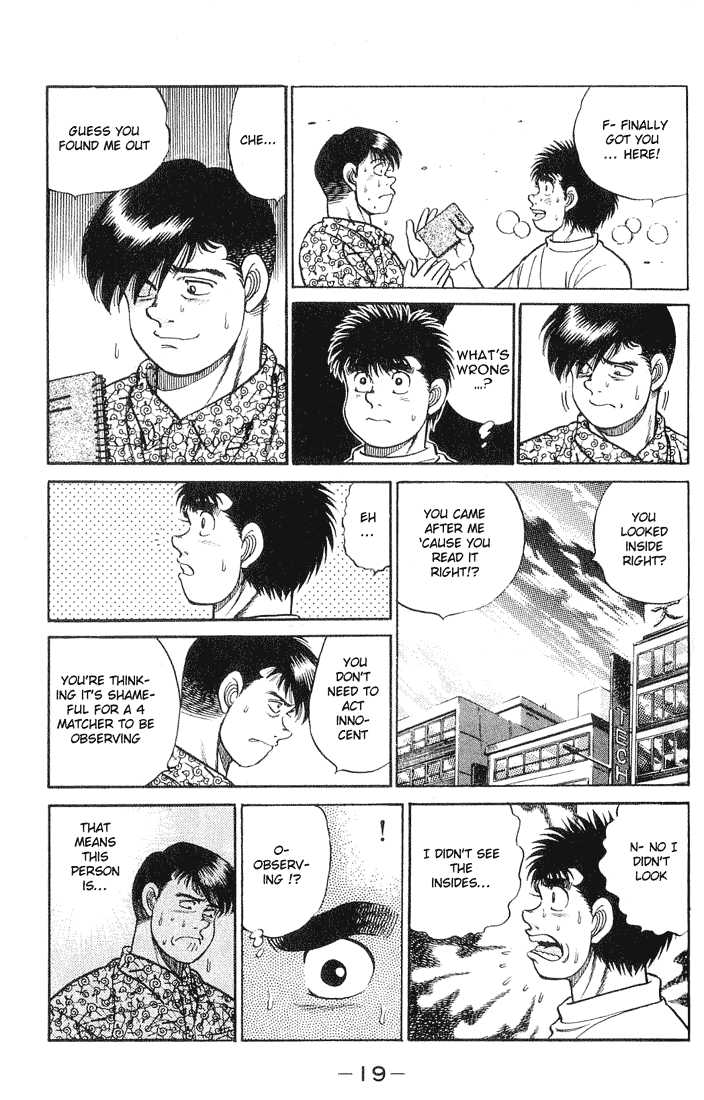 F- FINALLY
GOT YOU
... HERE!
CHE...
GUESS YOU
FOUND ME OUT
WHAT'S
WRONG
...?
YOU
LOOKED
INSIDE
RIGHT?
YOU CAME
AFTER ME
'CAUSE YOU
READ IT
RIGHT!?
EH
...
YOU
DON'T
NEED TO
ACT
INNO-
CENT
YOU'RE THINK-
ING IT'S SHAME-
FUL FOR A 4
MATCHER TO BE
OBSERVING
N- NO I
DIDN'T
LOOK
I DIDN'T SEE
THE
INSIDES...
!
O-
OBSERV-
ING !?
THAT
MEANS
THIS
PERSON
IS...
-19-